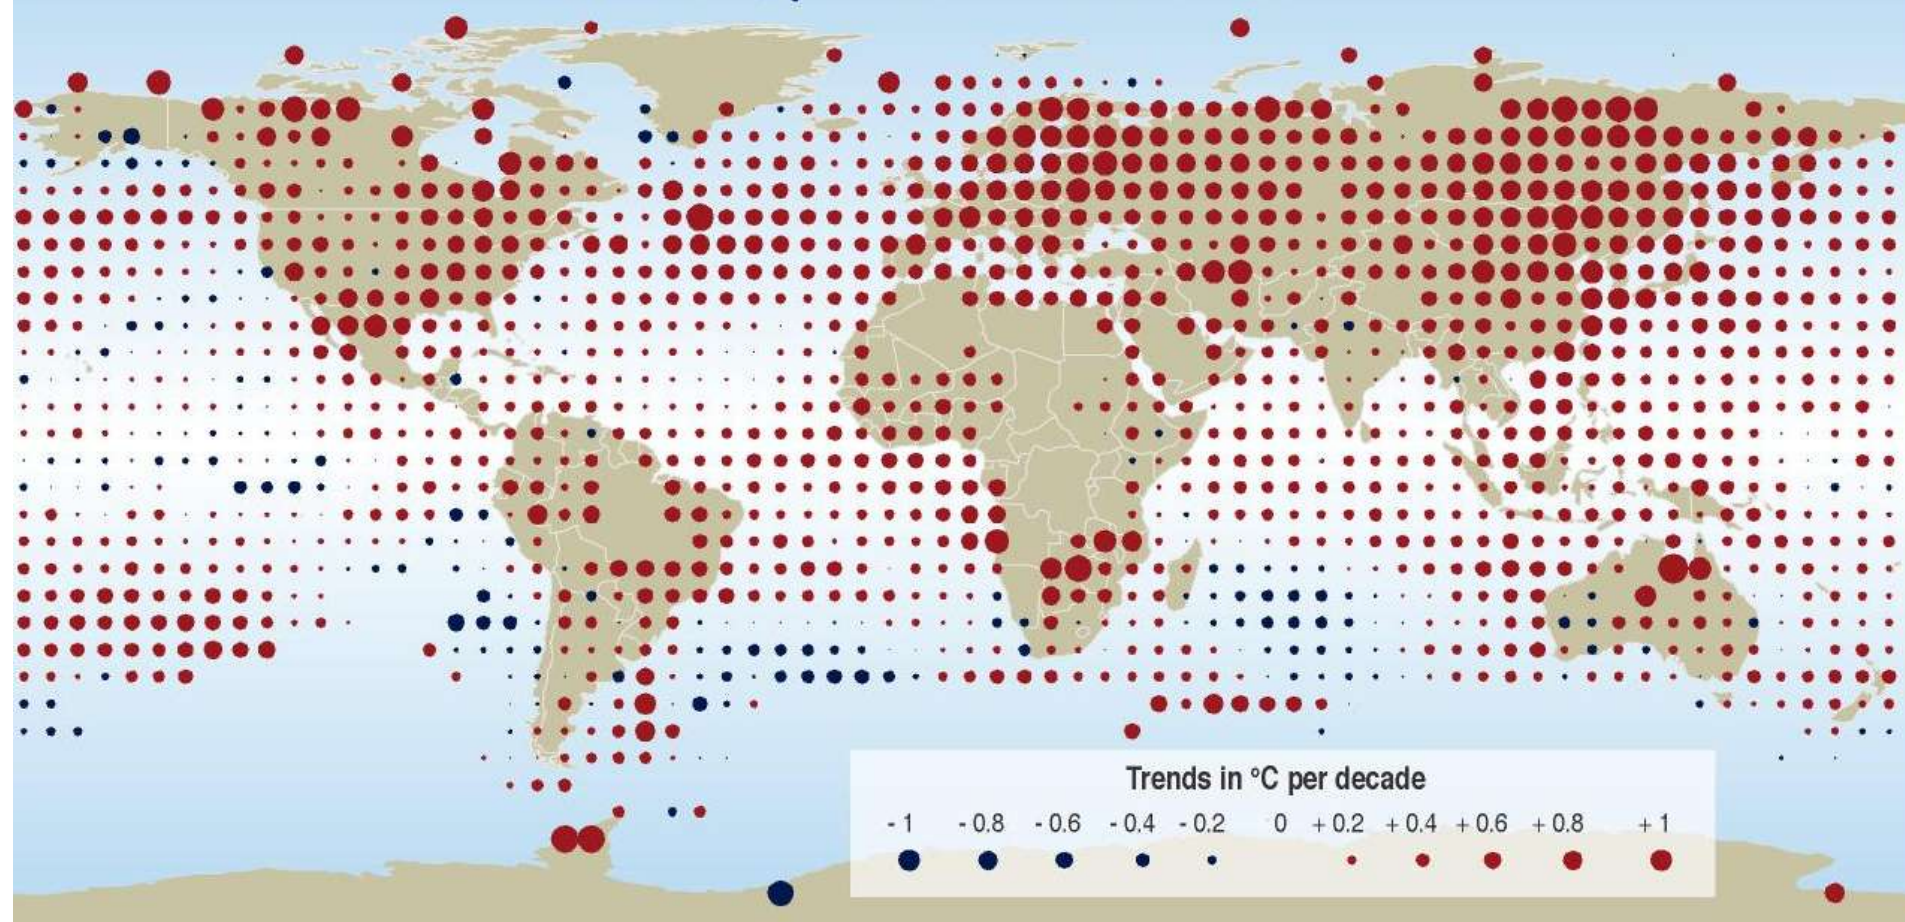 Trends in °C per decade
- 1 - 0.8 - 0.6 - 0.4 - 0.2 0 + 0.2 + 0.4 + 0.6 + 0.8 + 1